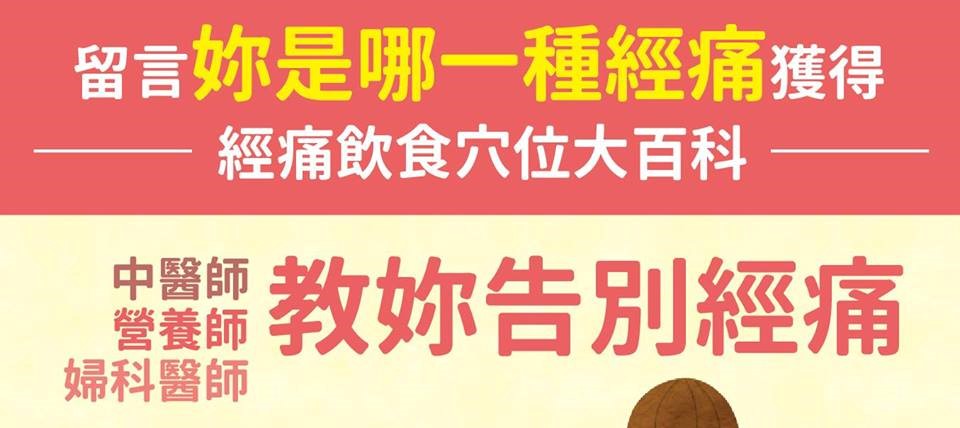 留言妳是哪一種經痛獲得
經痛飲食穴位大百科
中醫師
營養師
婦科醫師
教妳告別經痛